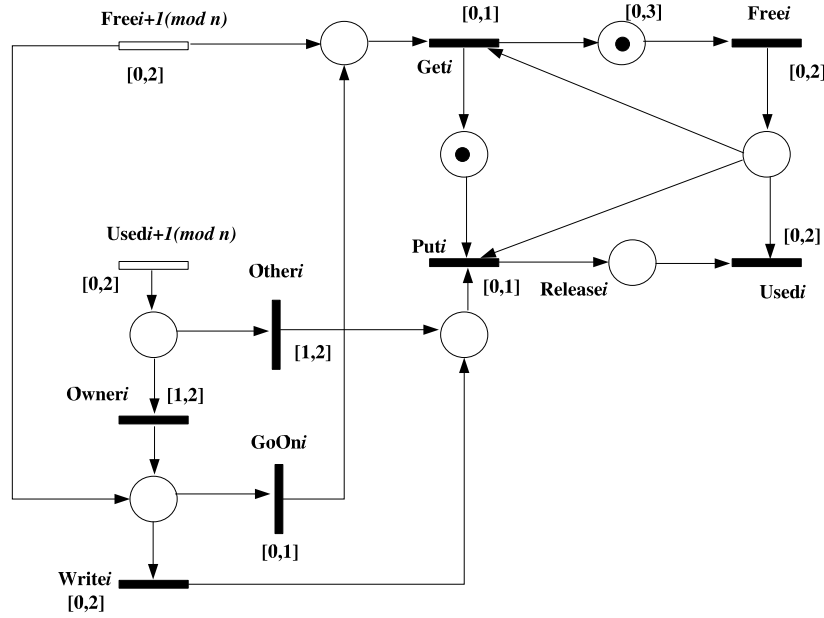 Freei+1(mod n)
[0,2]
[0,1]
Geti
[0,3]
Freei
[0,2]
Usedi+1(mod n)
[0,2]
Otheri
[1,2]
Puti
[0,1]
Releasei
[0,2]
Usedi
Owneri
[1,2]
GoOni
[0,1]
Writei
[0,2]